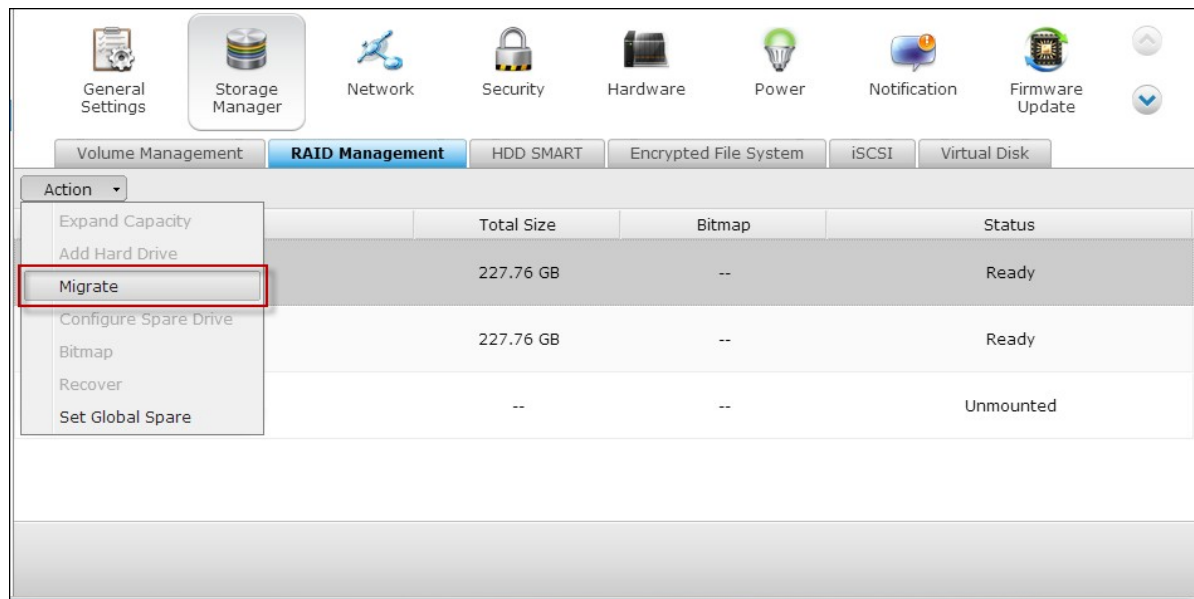 General Settings
Storage Manager
Network
Security
Hardware
Power
Notification
Firmware Update
Volume Management
RAID Management
HDD SMART
Encrypted File System
iSCSI
Virtual Disk
Action
Expand Capacity
Add Hard Drive
Migrate
Configure Spare Drive
Bitmap
Recover
Set Global Spare
Total Size Bitmap Status
227.76 GB -- Ready
227.76 GB -- Ready
-- -- Unmounted